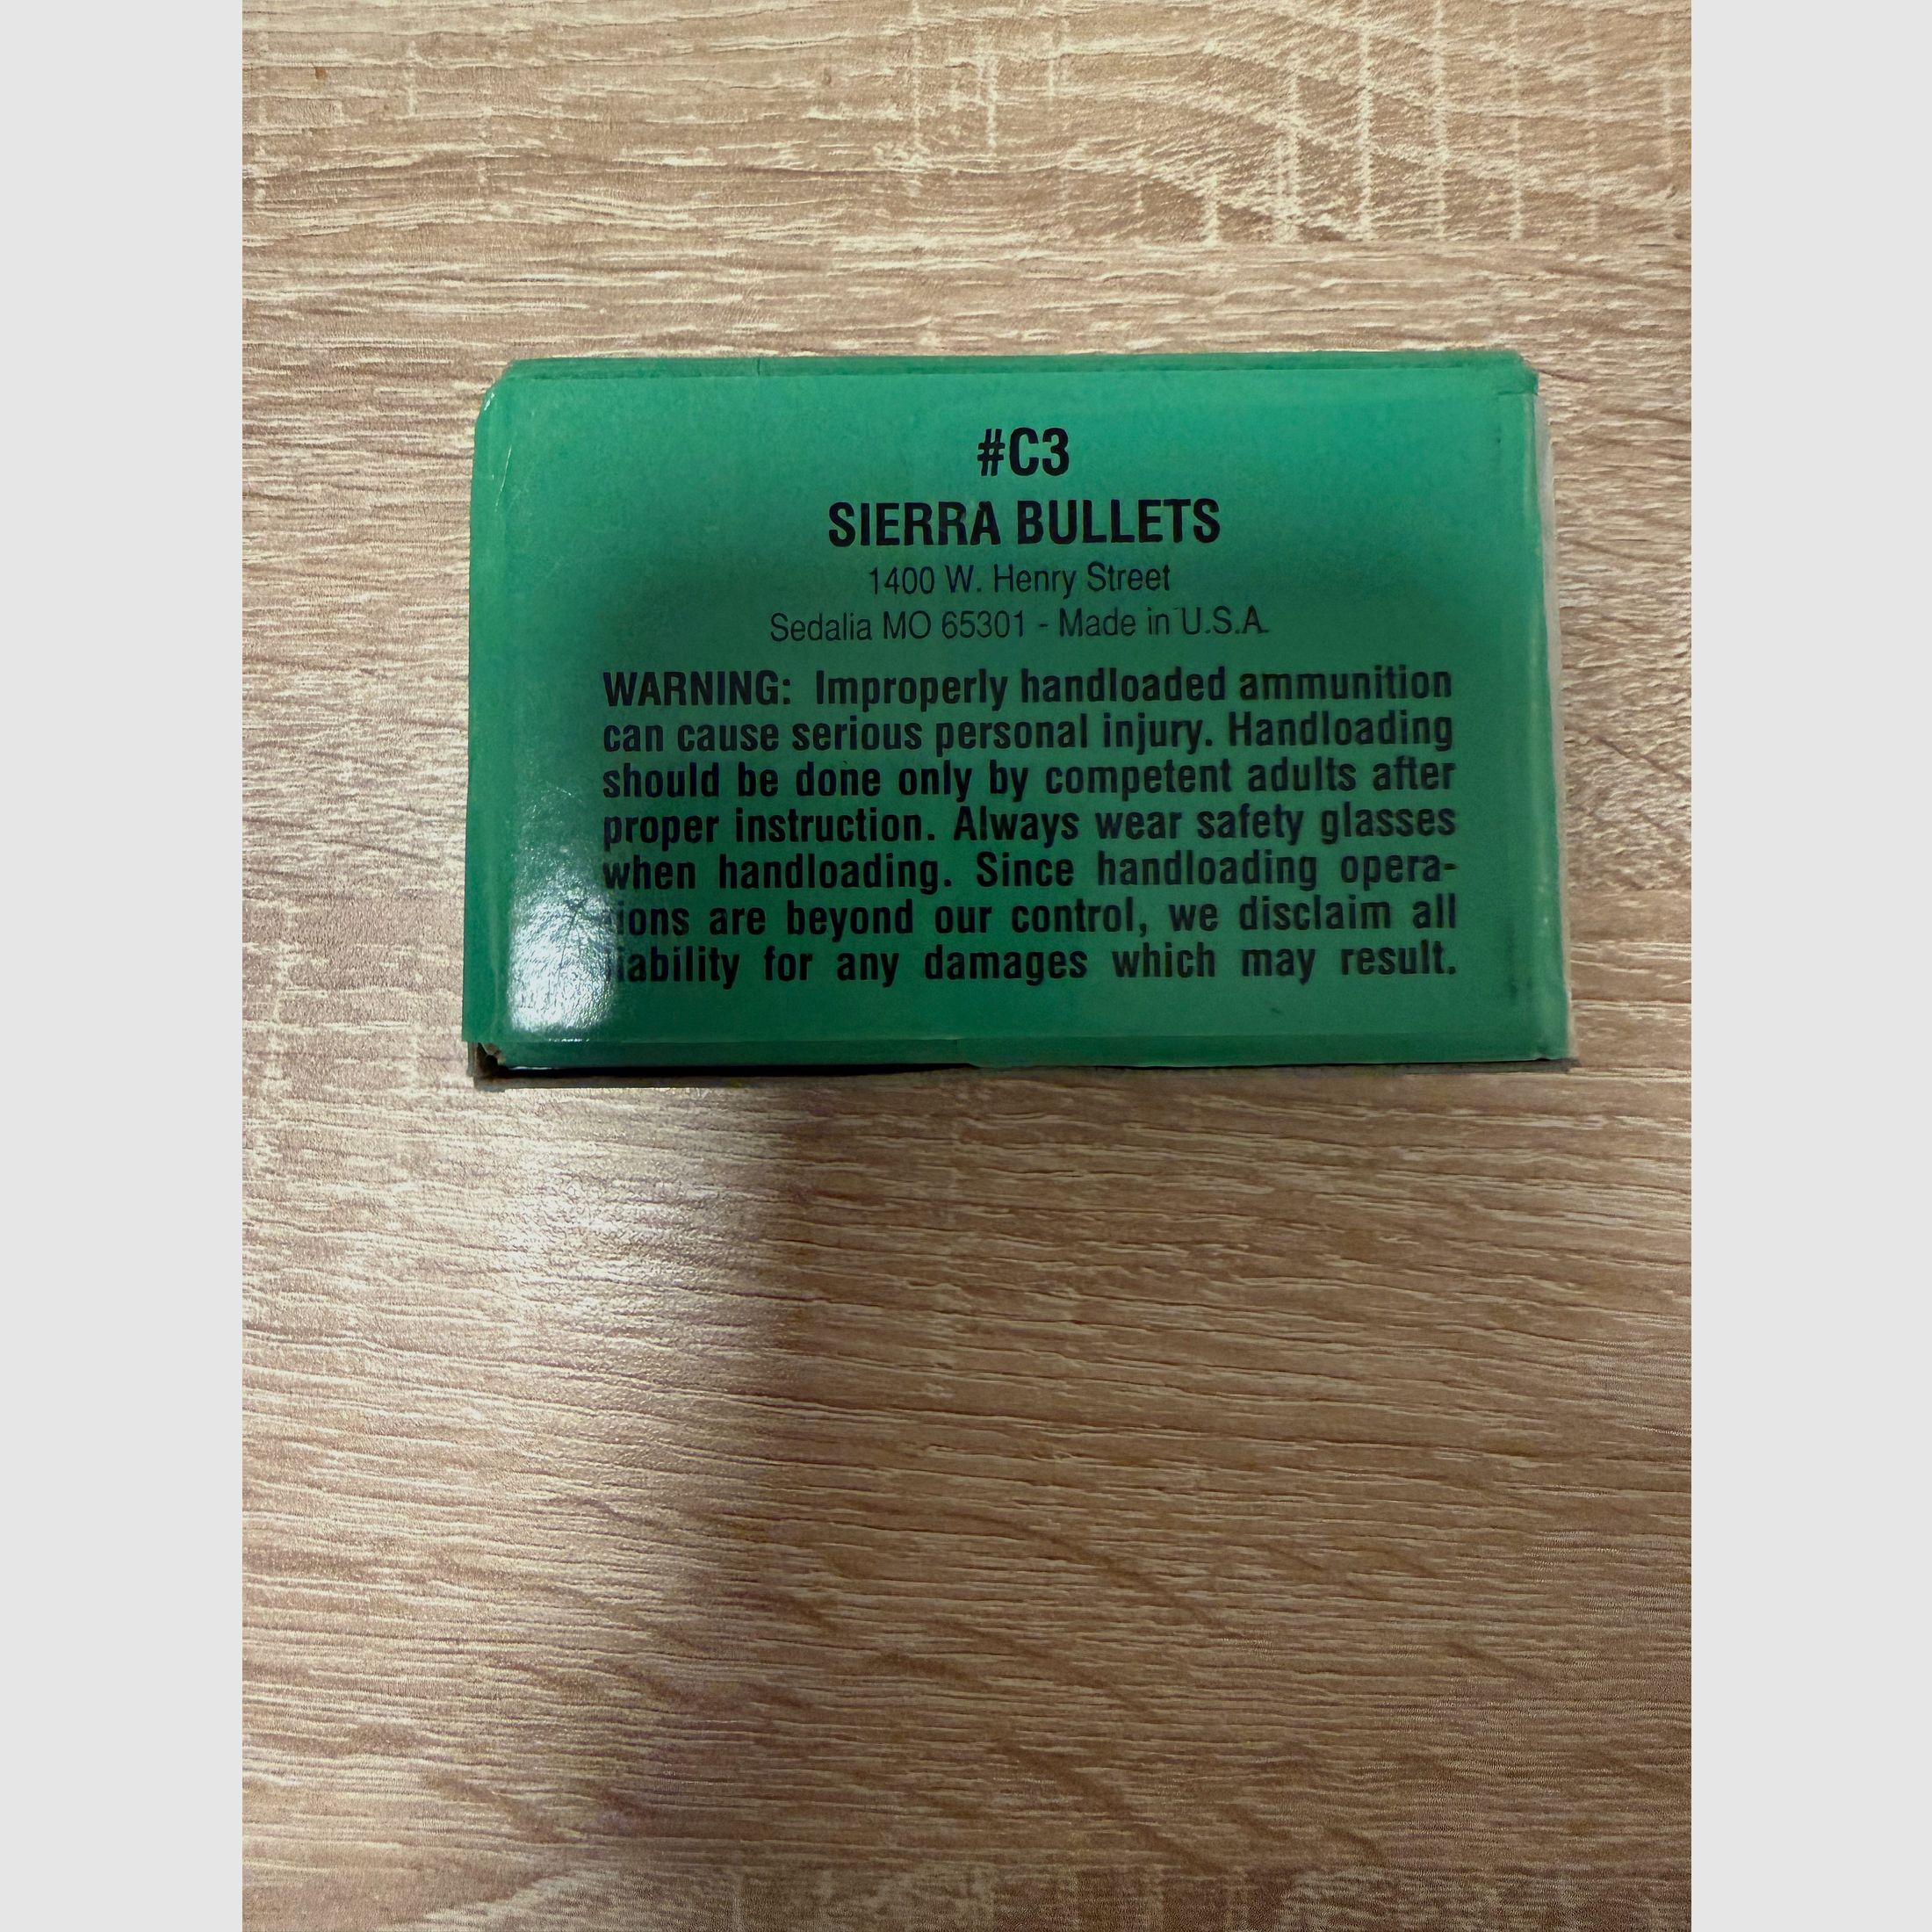 #C3
SIERRA BULLETS
1400 W. Henry Street
Sedalia MO 65301 - Made in U.S.A.
WARNING: Improperly handloaded ammunition
can cause serious personal injury. Handloading
should be done only by competent adults after
proper instruction. Always wear safety glasses
when handloading. Since handloading opera-
tions are beyond our control, we disclaim all
liability for any damages which may result.